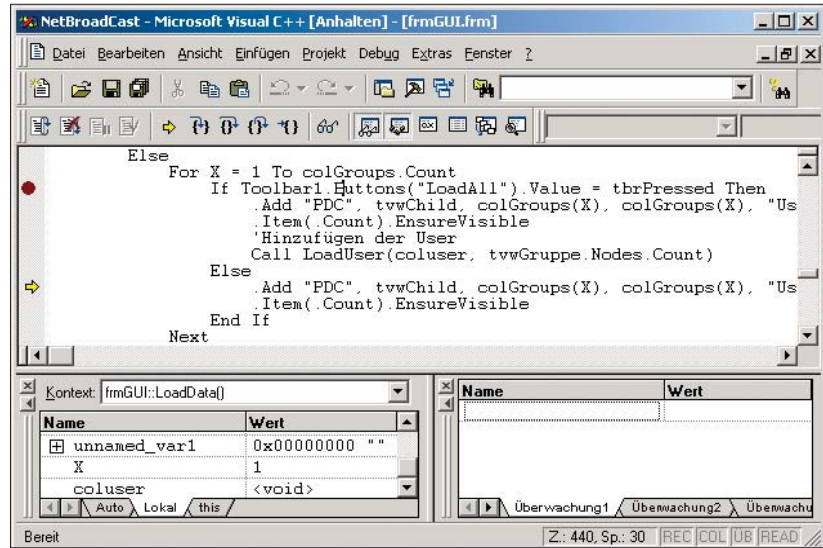 NetBroadCast - Microsoft Visual C++ [Anhalten] - [frmGUI.frm]
Datei Bearbeiten Ansicht Einfügen Projekt Debug Extras Fenster ?
Else
For X = 1 To colGroups.Count
If Toolbar1.Buttons("LoadAll").Value = tbrPressed Then
.Add "PDC", tvwChild, colGroups(X), colGroups(X), "Us
.Item(.Count).EnsureVisible
'Hinzufügen der User
Call LoadUser(coluser, tvwGruppe.Nodes.Count)
Else
.Add "PDC", tvwChild, colGroups(X), colGroups(X), "Us
.Item(.Count).EnsureVisible
End If
Next
Kontext: frmGUI::LoadData()
Name Wert
unnamed_var1 0x00000000 ""
X 1
coluser <void>
Auto Lokal this
Name Wert
Überwachung1 Überwachung2 Überwachu
Bereit Z.: 440, Sp.: 30 REC COL ÜB READ